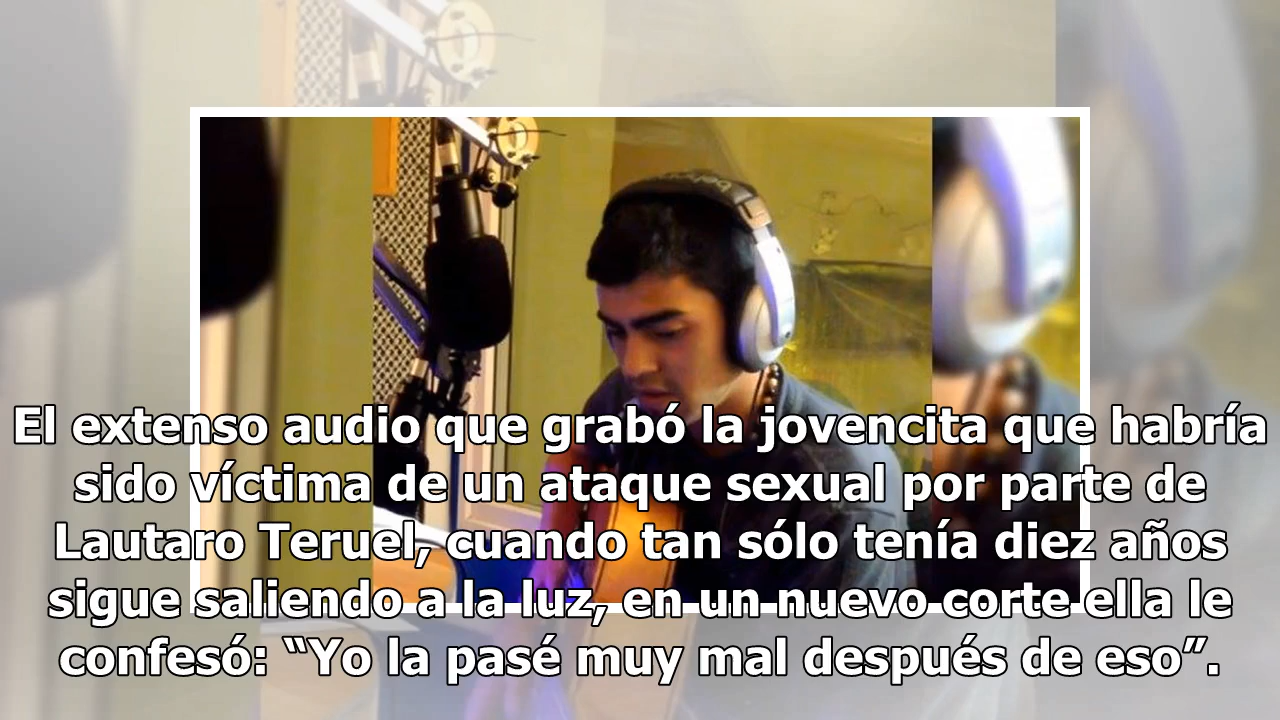 El extenso audio que grabó la jovencita que habría
sido víctima de un ataque sexual por parte de
Lautaro Teruel, cuando tan sólo tenía diez años
sigue saliendo a la luz, en un nuevo corte ella le
confesó: “Yo la pasé muy mal después de eso”.